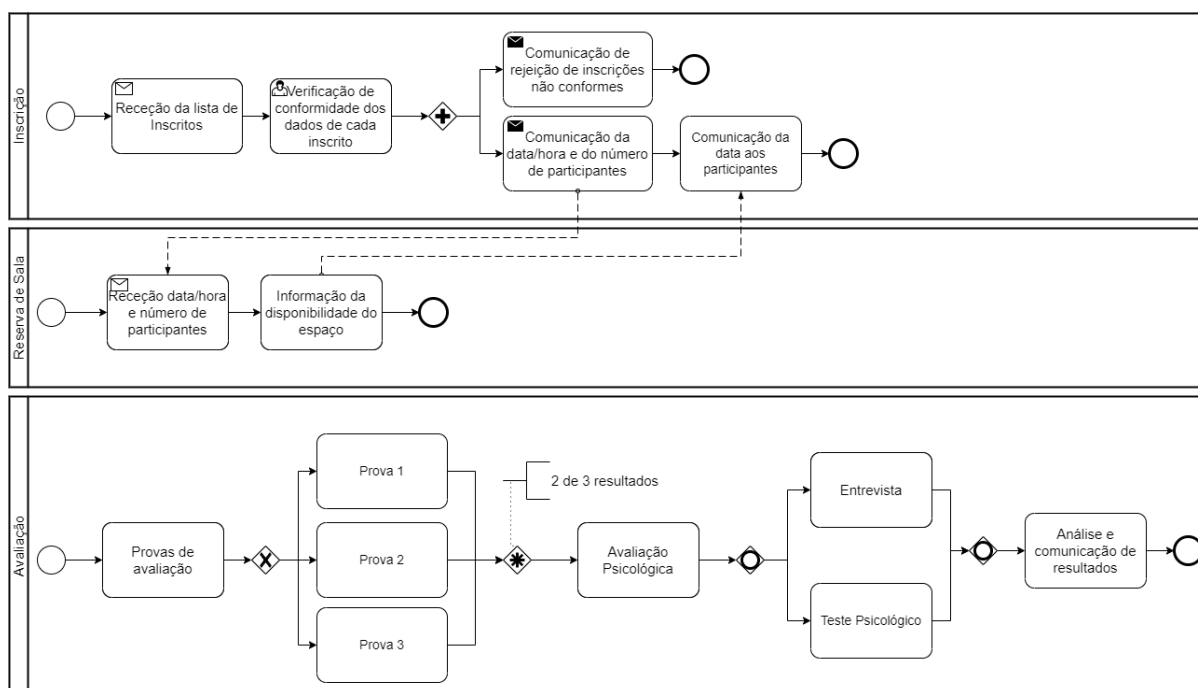 Inscrição
Receção da lista de
Inscritos
Verificação de
conformidade dos
dados de cada
inscrito
Comunicação de
rejeição de inscrições
não conformes
Comunicação da
data/hora e do número
de participantes
Comunicação da
data aos
participantes
Reserva de Sala
Receção data/hora
e número de
participantes
Informação da
disponibilidade do
espaço
Avaliação
Provas de
avaliação
Prova 1
Prova 2
Prova 3
2 de 3 resultados
Avaliação
Psicológica
Entrevista
Teste Psicológico
Análise e
comunicação de
resultados